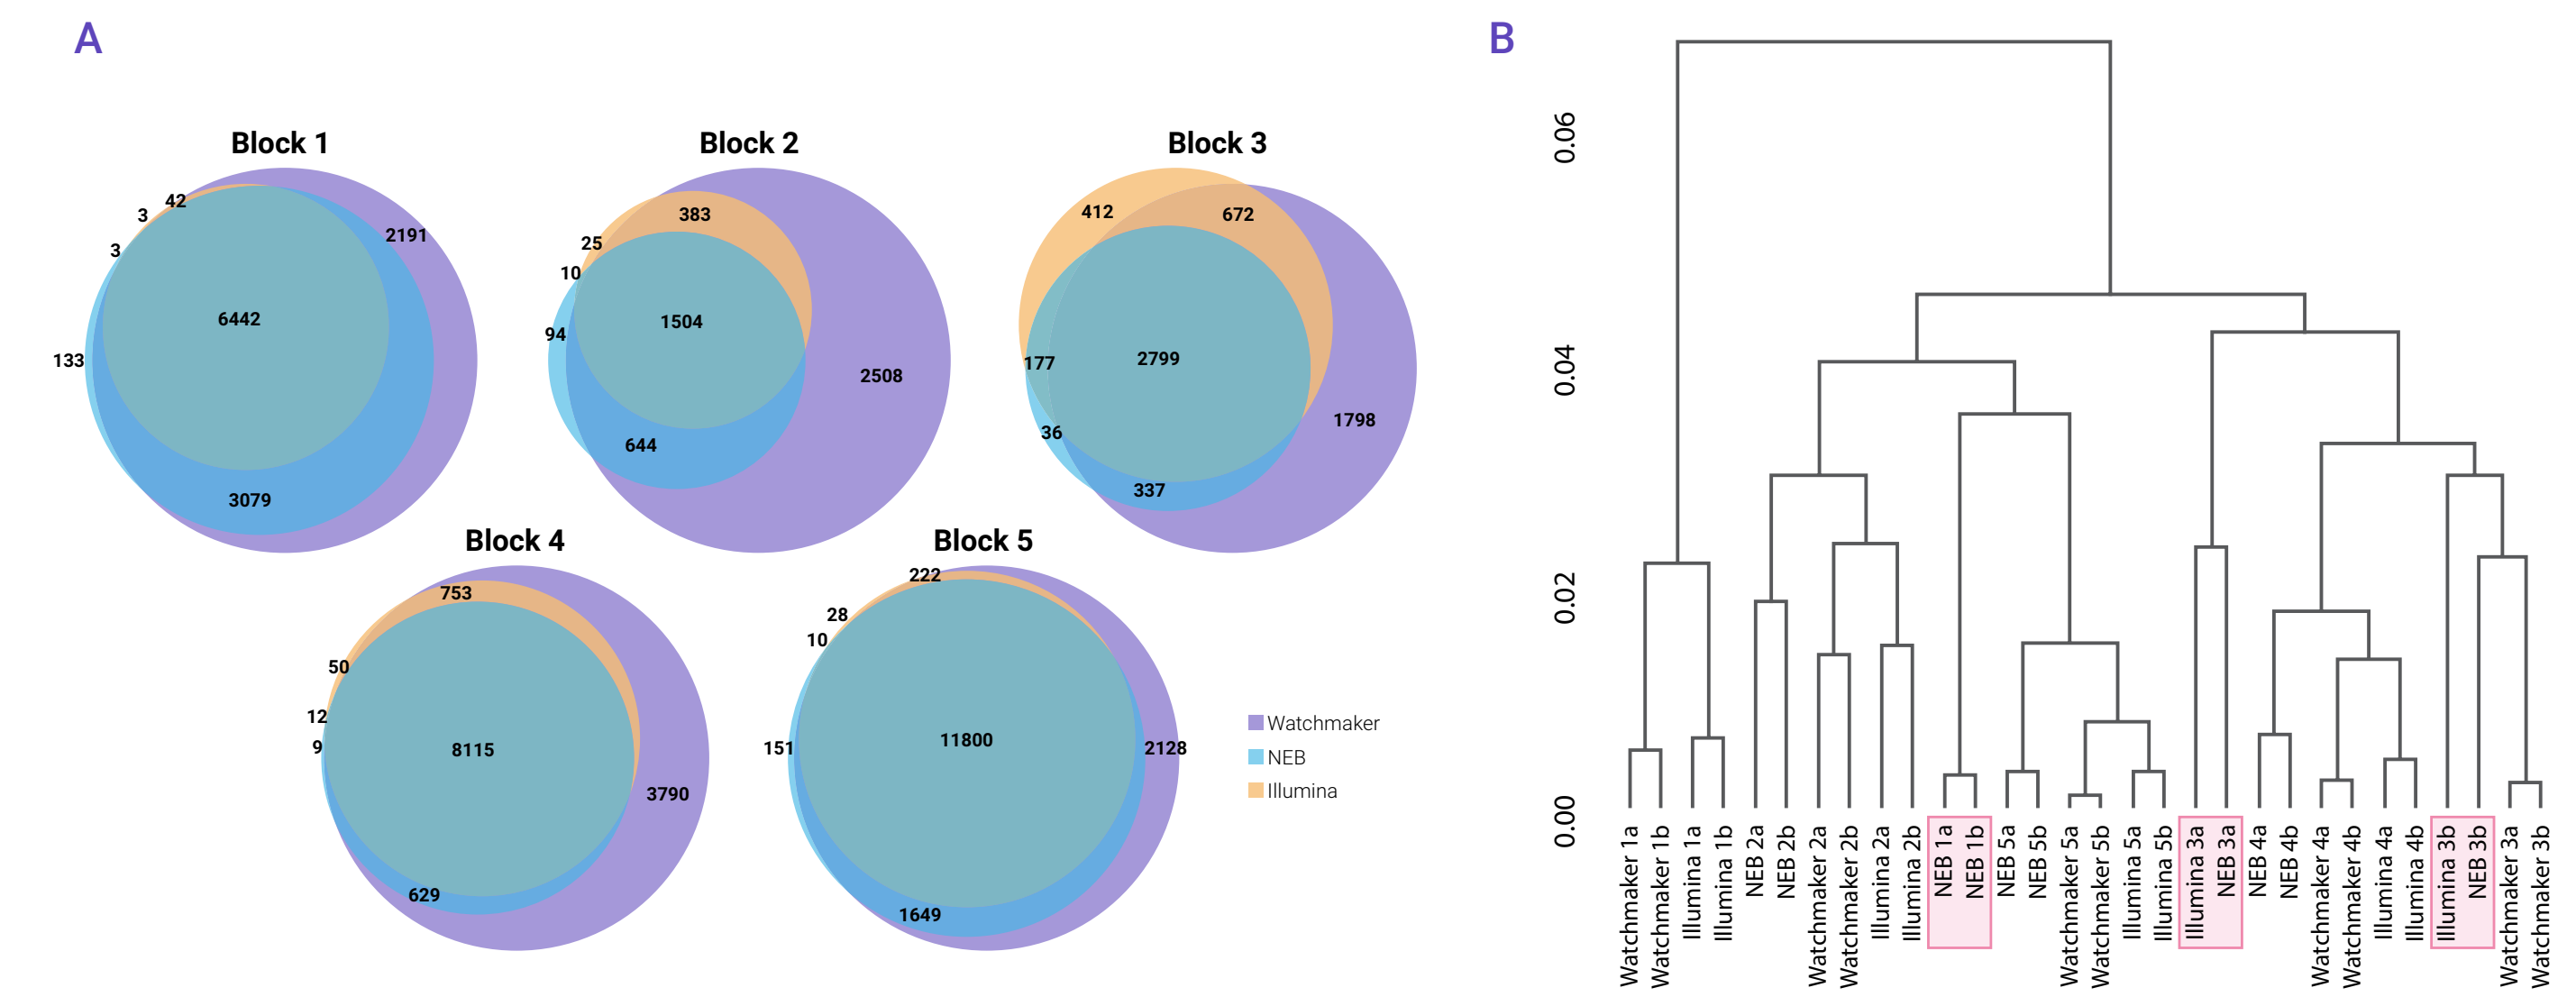 A
Block 1
42
3
3
2191
6442
133
3079
Block 2
383
25
10
94
1504
2508
644
Block 3
412
672
177
2799
36
1798
337
Block 4
753
50
12
9
8115
3790
629
Block 5
222
28
10
151
11800
2128
1649
Watchmaker
NEB
Illumina
B
0.06
0.04
0.02
0.00
Watchmaker 1a
Watchmaker 1b
Illumina 1a
Illumina 1b
NEB 2a
NEB 2b
Watchmaker 2a
Watchmaker 2b
Illumina 2a
Illumina 2b
NEB 1a
NEB 1b
NEB 5a
NEB 5b
Watchmaker 5a
Watchmaker 5b
Illumina 5a
Illumina 5b
Illumina 3a
NEB 3a
NEB 4a
NEB 4b
Watchmaker 4a
Watchmaker 4b
Illumina 4a
Illumina 4b
Illumina 3b
NEB 3b
Watchmaker 3a
Watchmaker 3b